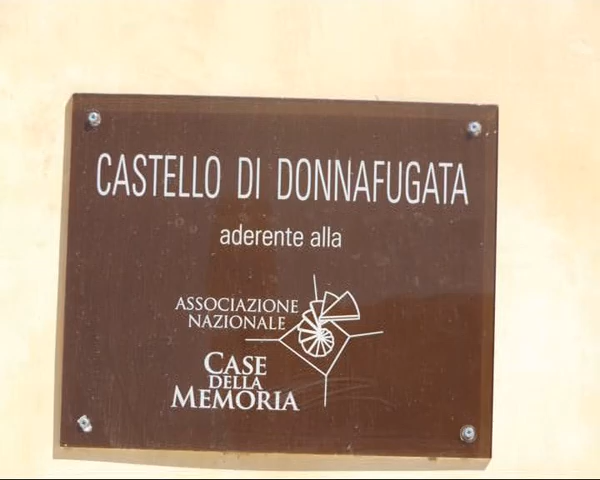 CASTELLO DI DONNAFUGATA
aderente alla
ASSOCIAZIONE
NAZIONALE
CASE
DELLA
MEMORIA